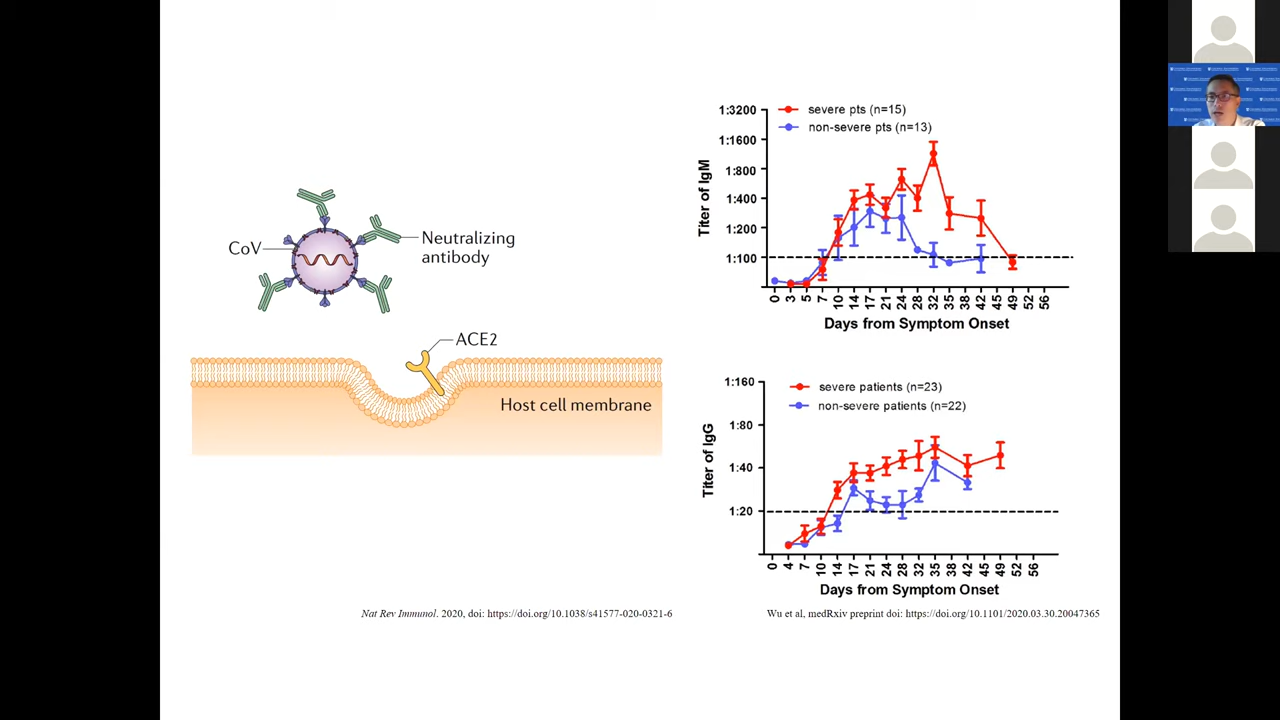 CoV
Neutralizing
antibody
ACE2
Host cell membrane
Nat Rev Immunol. 2020, doi: https://doi.org/10.1038/s41577-020-0321-6
severe pts (n=15)
non-severe pts (n=13)
Titer of IgM
1:3200
1:1600
1:800
1:400
1:200
1:100
0 3 5 7 10 14 17 21 24 28 32 35 38 42 49 52 56
Days from Symptom Onset
severe patients (n=23)
non-severe patients (n=22)
Titer of IgG
1:160
1:80
1:40
1:20
0 4 7 10 14 17 21 24 28 32 35 38 42 45 49 52 56
Days from Symptom Onset
Wu et al, medRxiv preprint doi: https://doi.org/10.1101/2020.03.30.20047365